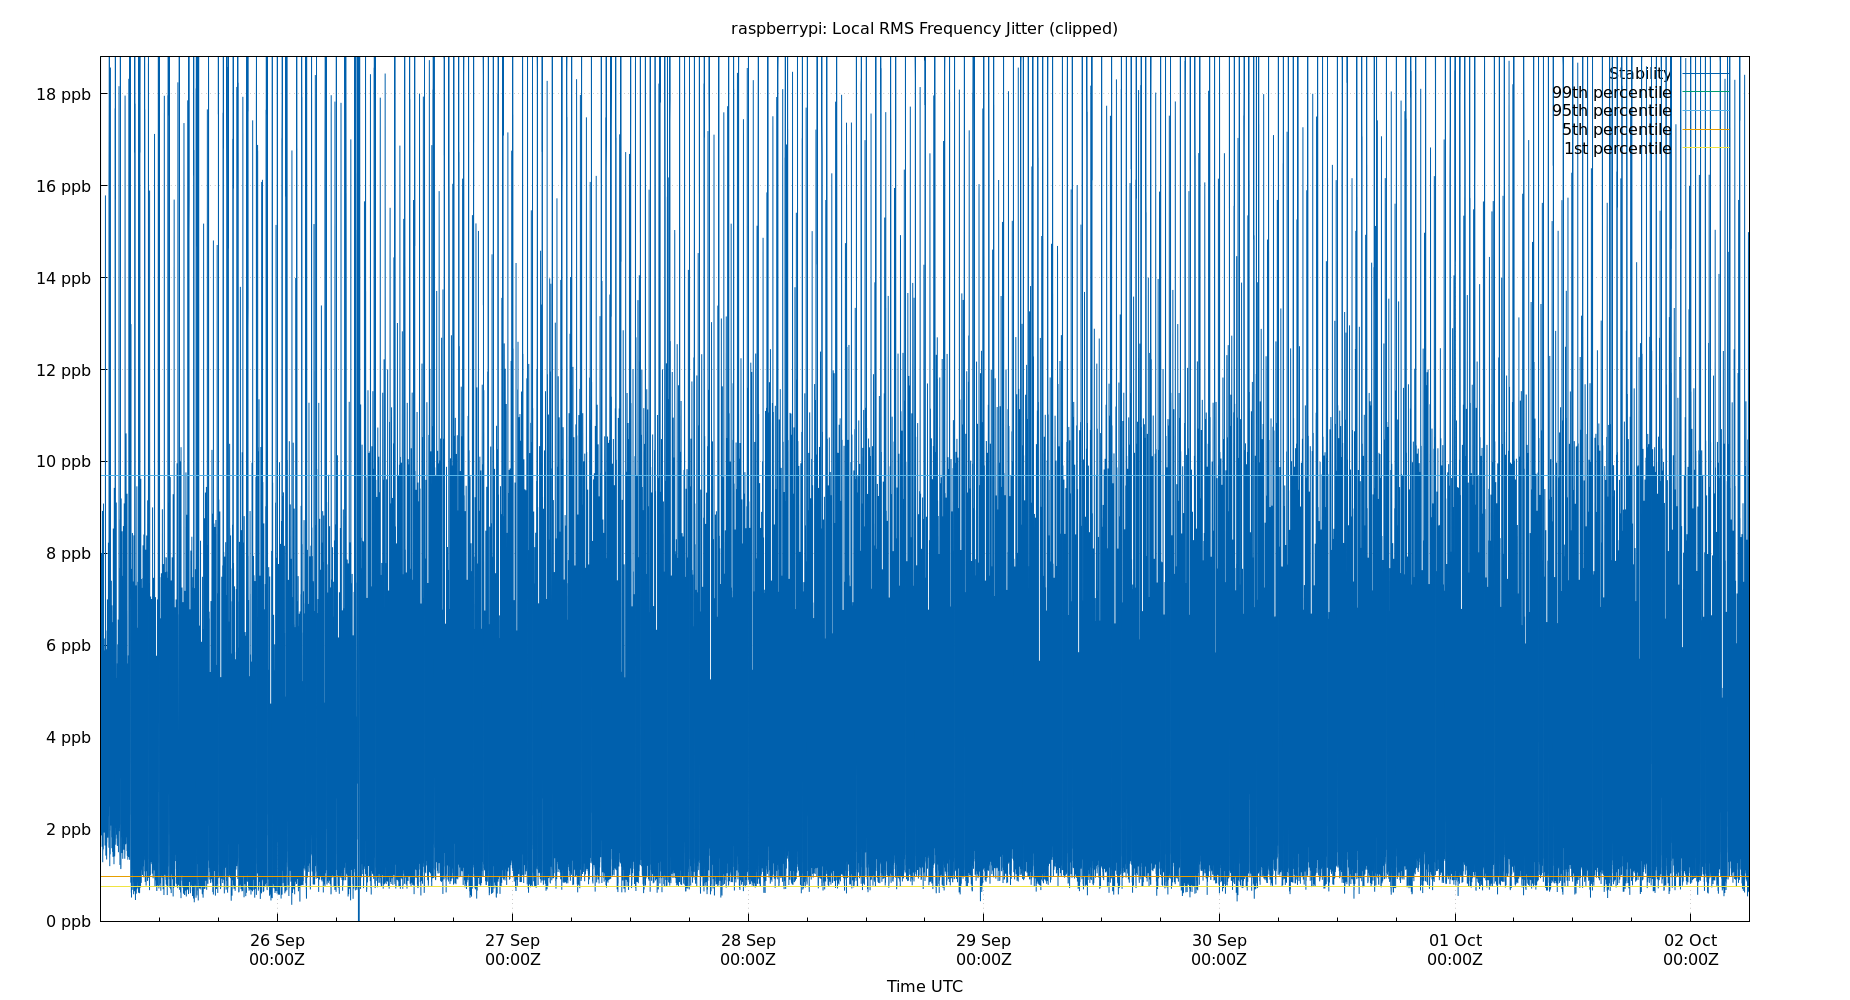 raspberrypi: Local RMS Frequency Jitter (clipped)
18 ppb
16 ppb
14 ppb
12 ppb
10 ppb
8 ppb
6 ppb
4 ppb
2 ppb
0 ppb
Stability
99th percentile
95th percentile
5th percentile
1st percentile
26 Sep
00:00Z
27 Sep
00:00Z
28 Sep
00:00Z
29 Sep
00:00Z
30 Sep
00:00Z
01 Oct
00:00Z
02 Oct
00:00Z
Time UTC